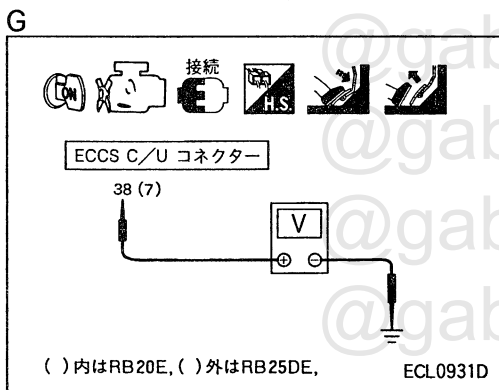 G
接続
ON
H.S.
ECCS C/U コネクター
38 (7)
V
⊕ ⊖
( )内はRB20E, ( )外はRB25DE,
ECL0931D
@gab
@gab
@gab
@gab